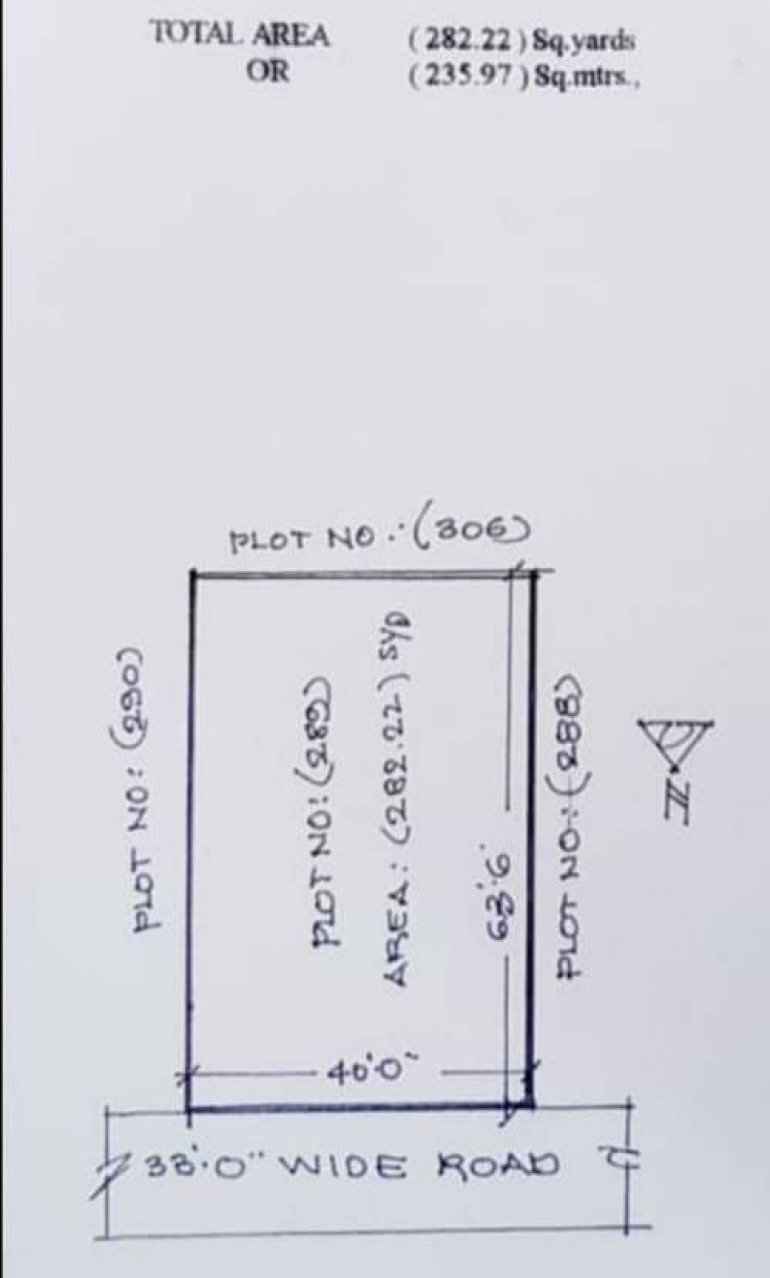 TOTAL AREA (282.22) Sq.yards
OR (235.97) Sq.mtrs.,
PLOT NO.:(306)
PLOT NO:(290)
PLOT NO:(289)
AREA:(282.22) SYD
63'.6"
PLOT NO.:(288)
N
40'.0"
33'.0" WIDE ROAD